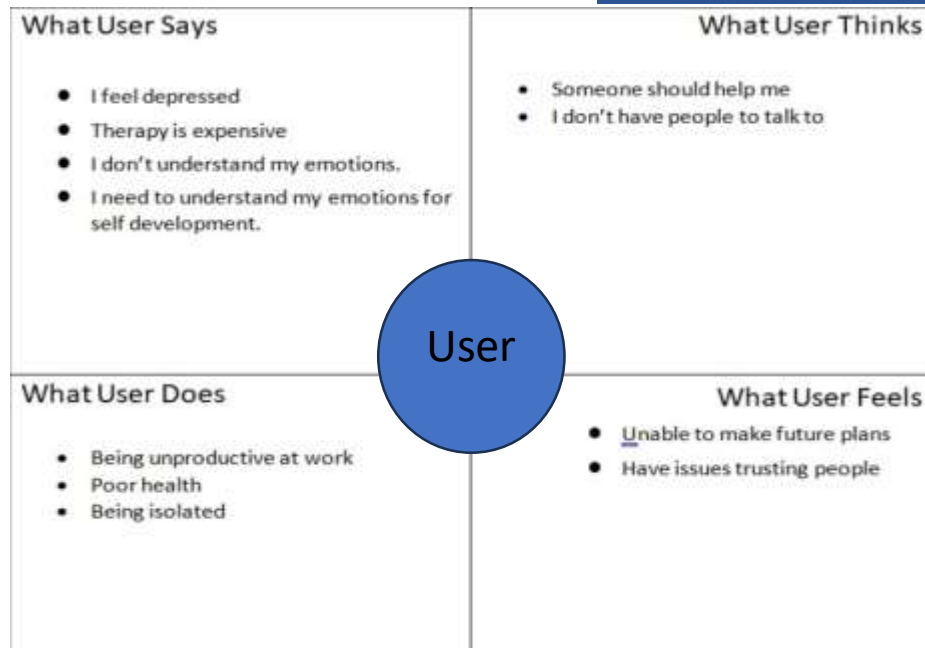 What User Says
● I feel depressed
● Therapy is expensive
● I don't understand my emotions.
● I need to understand my emotions for
self development.
What User Thinks
• Someone should help me
• I don't have people to talk to
User
What User Does
• Being unproductive at work
• Poor health
• Being isolated
What User Feels
● Unable to make future plans
● Have issues trusting people